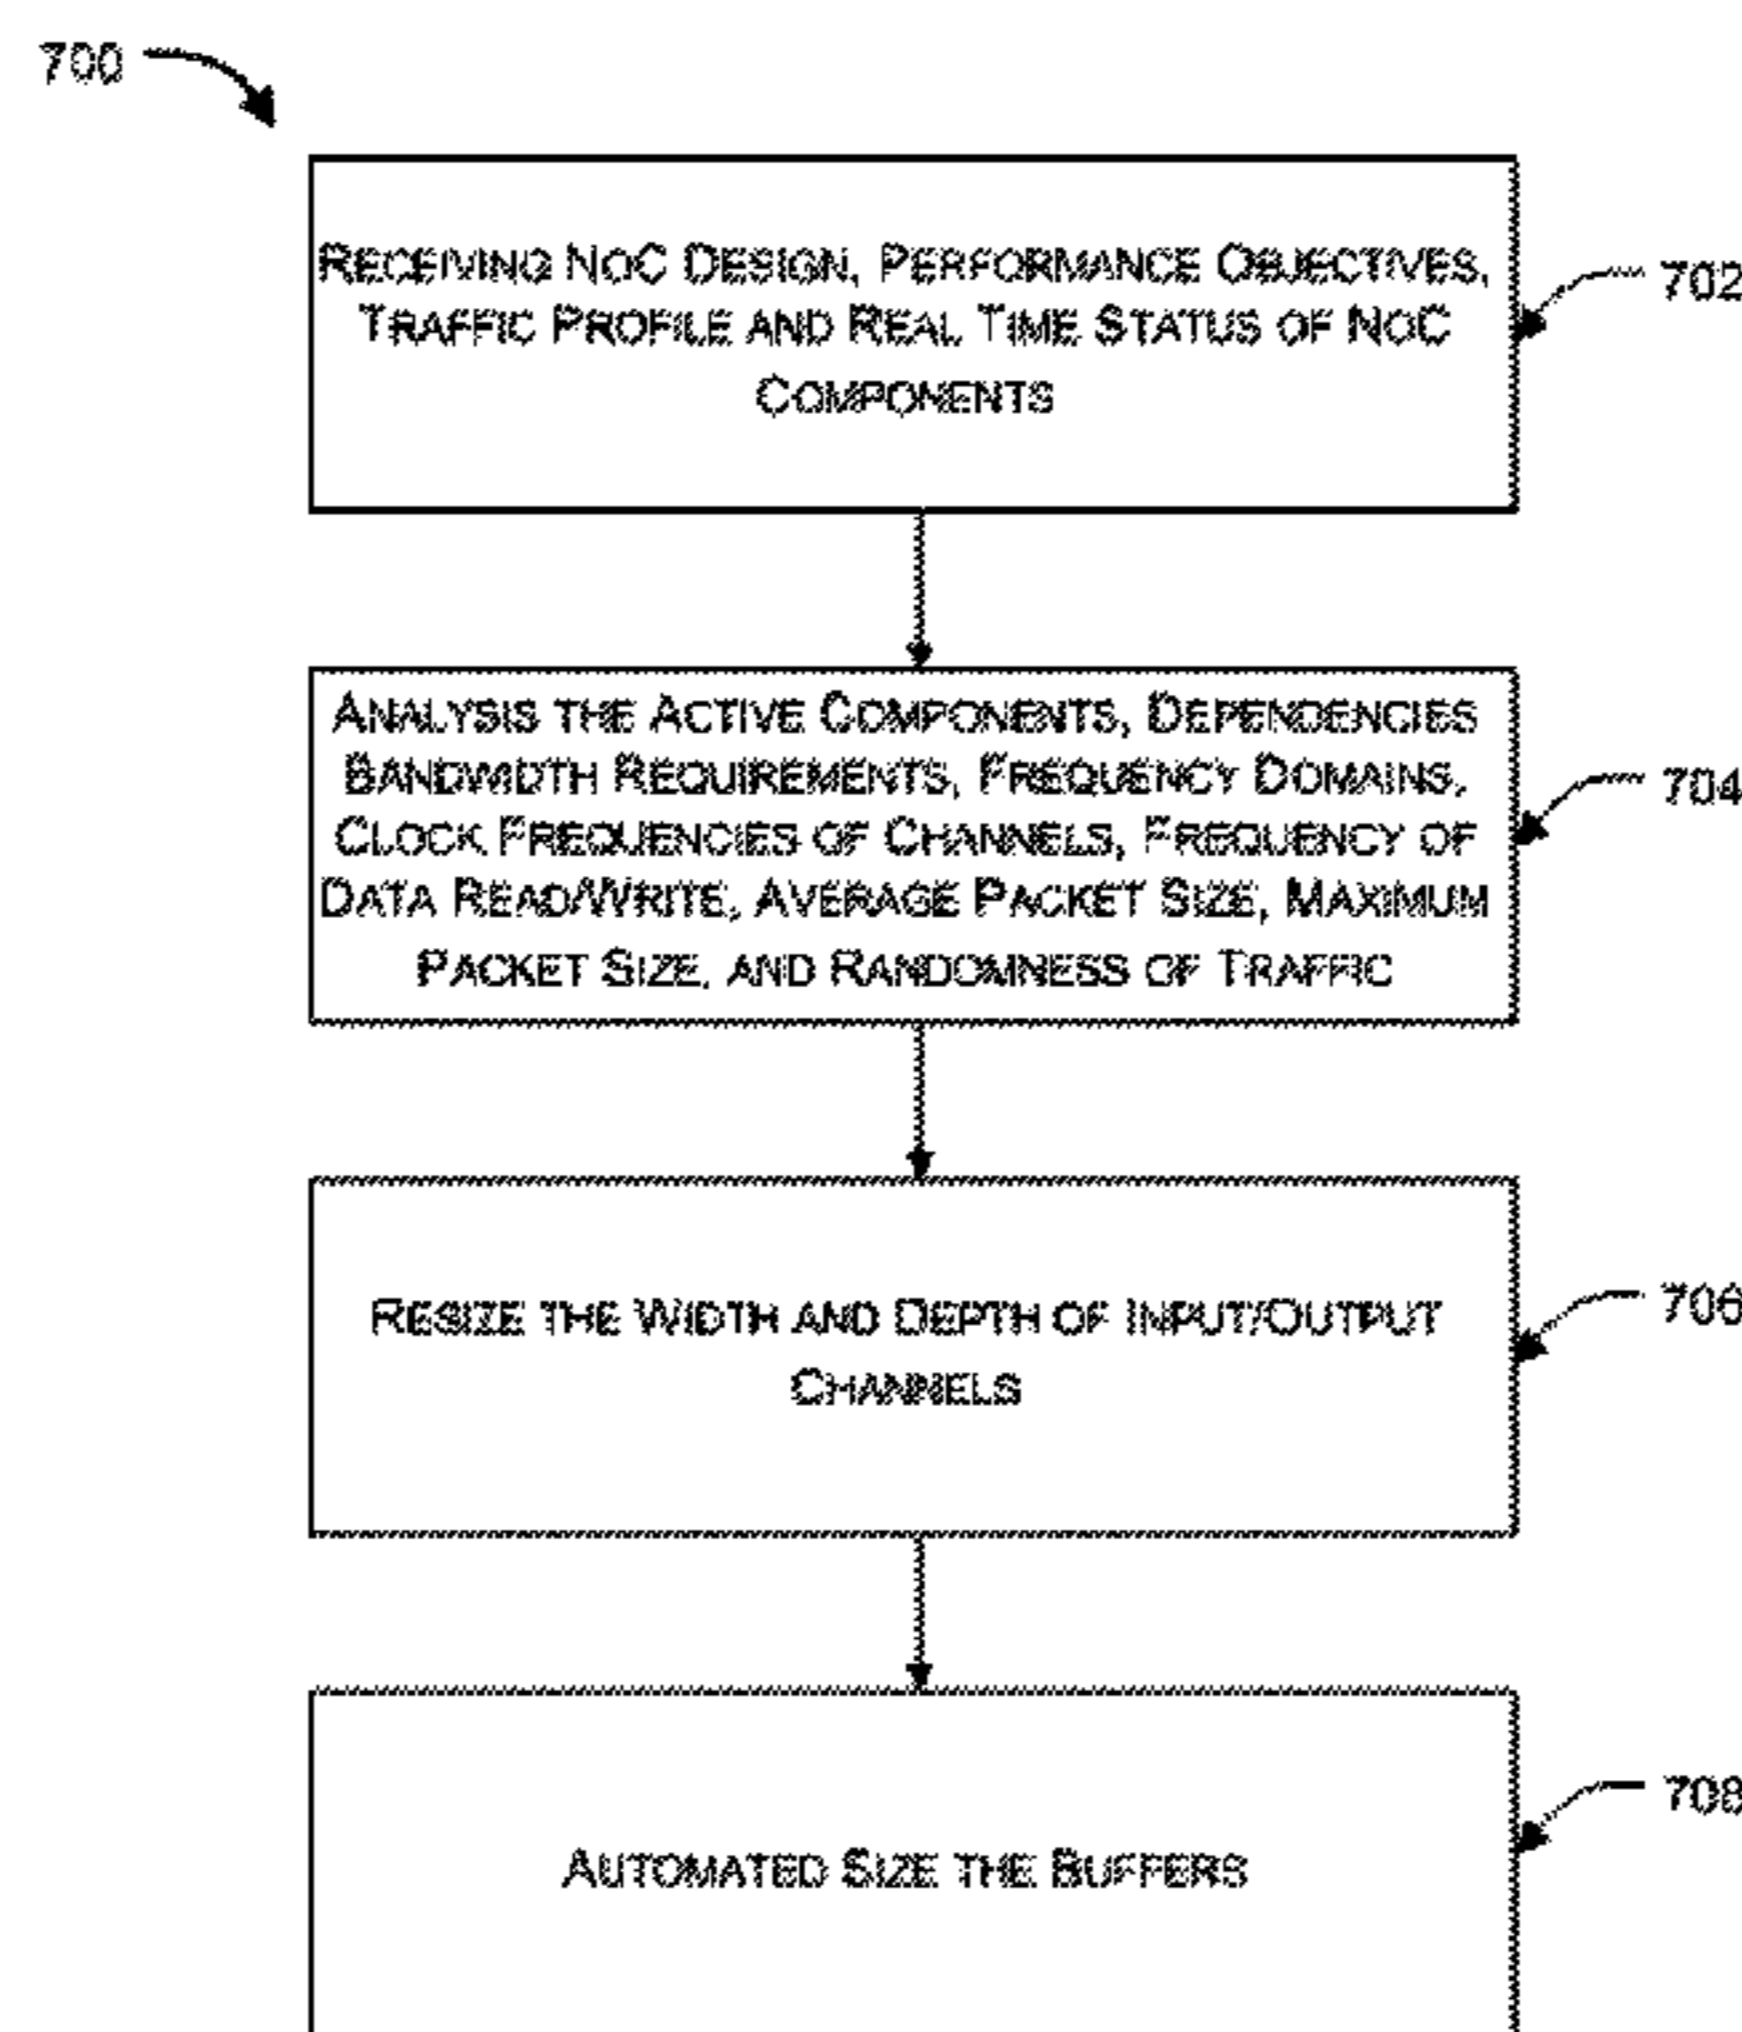 700
RECEIVING NOC DESIGN, PERFORMANCE OBJECTIVES,
TRAFFIC PROFILE AND REAL TIME STATUS OF NOC
COMPONENTS
702
ANALYSIS THE ACTIVE COMPONENTS, DEPENDENCIES
BANDWIDTH REQUIREMENTS, FREQUENCY DOMAINS,
CLOCK FREQUENCIES OF CHANNELS, FREQUENCY OF
DATA READ/WRITE, AVERAGE PACKET SIZE, MAXIMUM
PACKET SIZE, AND RANDOMNESS OF TRAFFIC
704
RESIZE THE WIDTH AND DEPTH OF INPUT/OUTPUT
CHANNELS
706
AUTOMATED SIZE THE BUFFERS
708